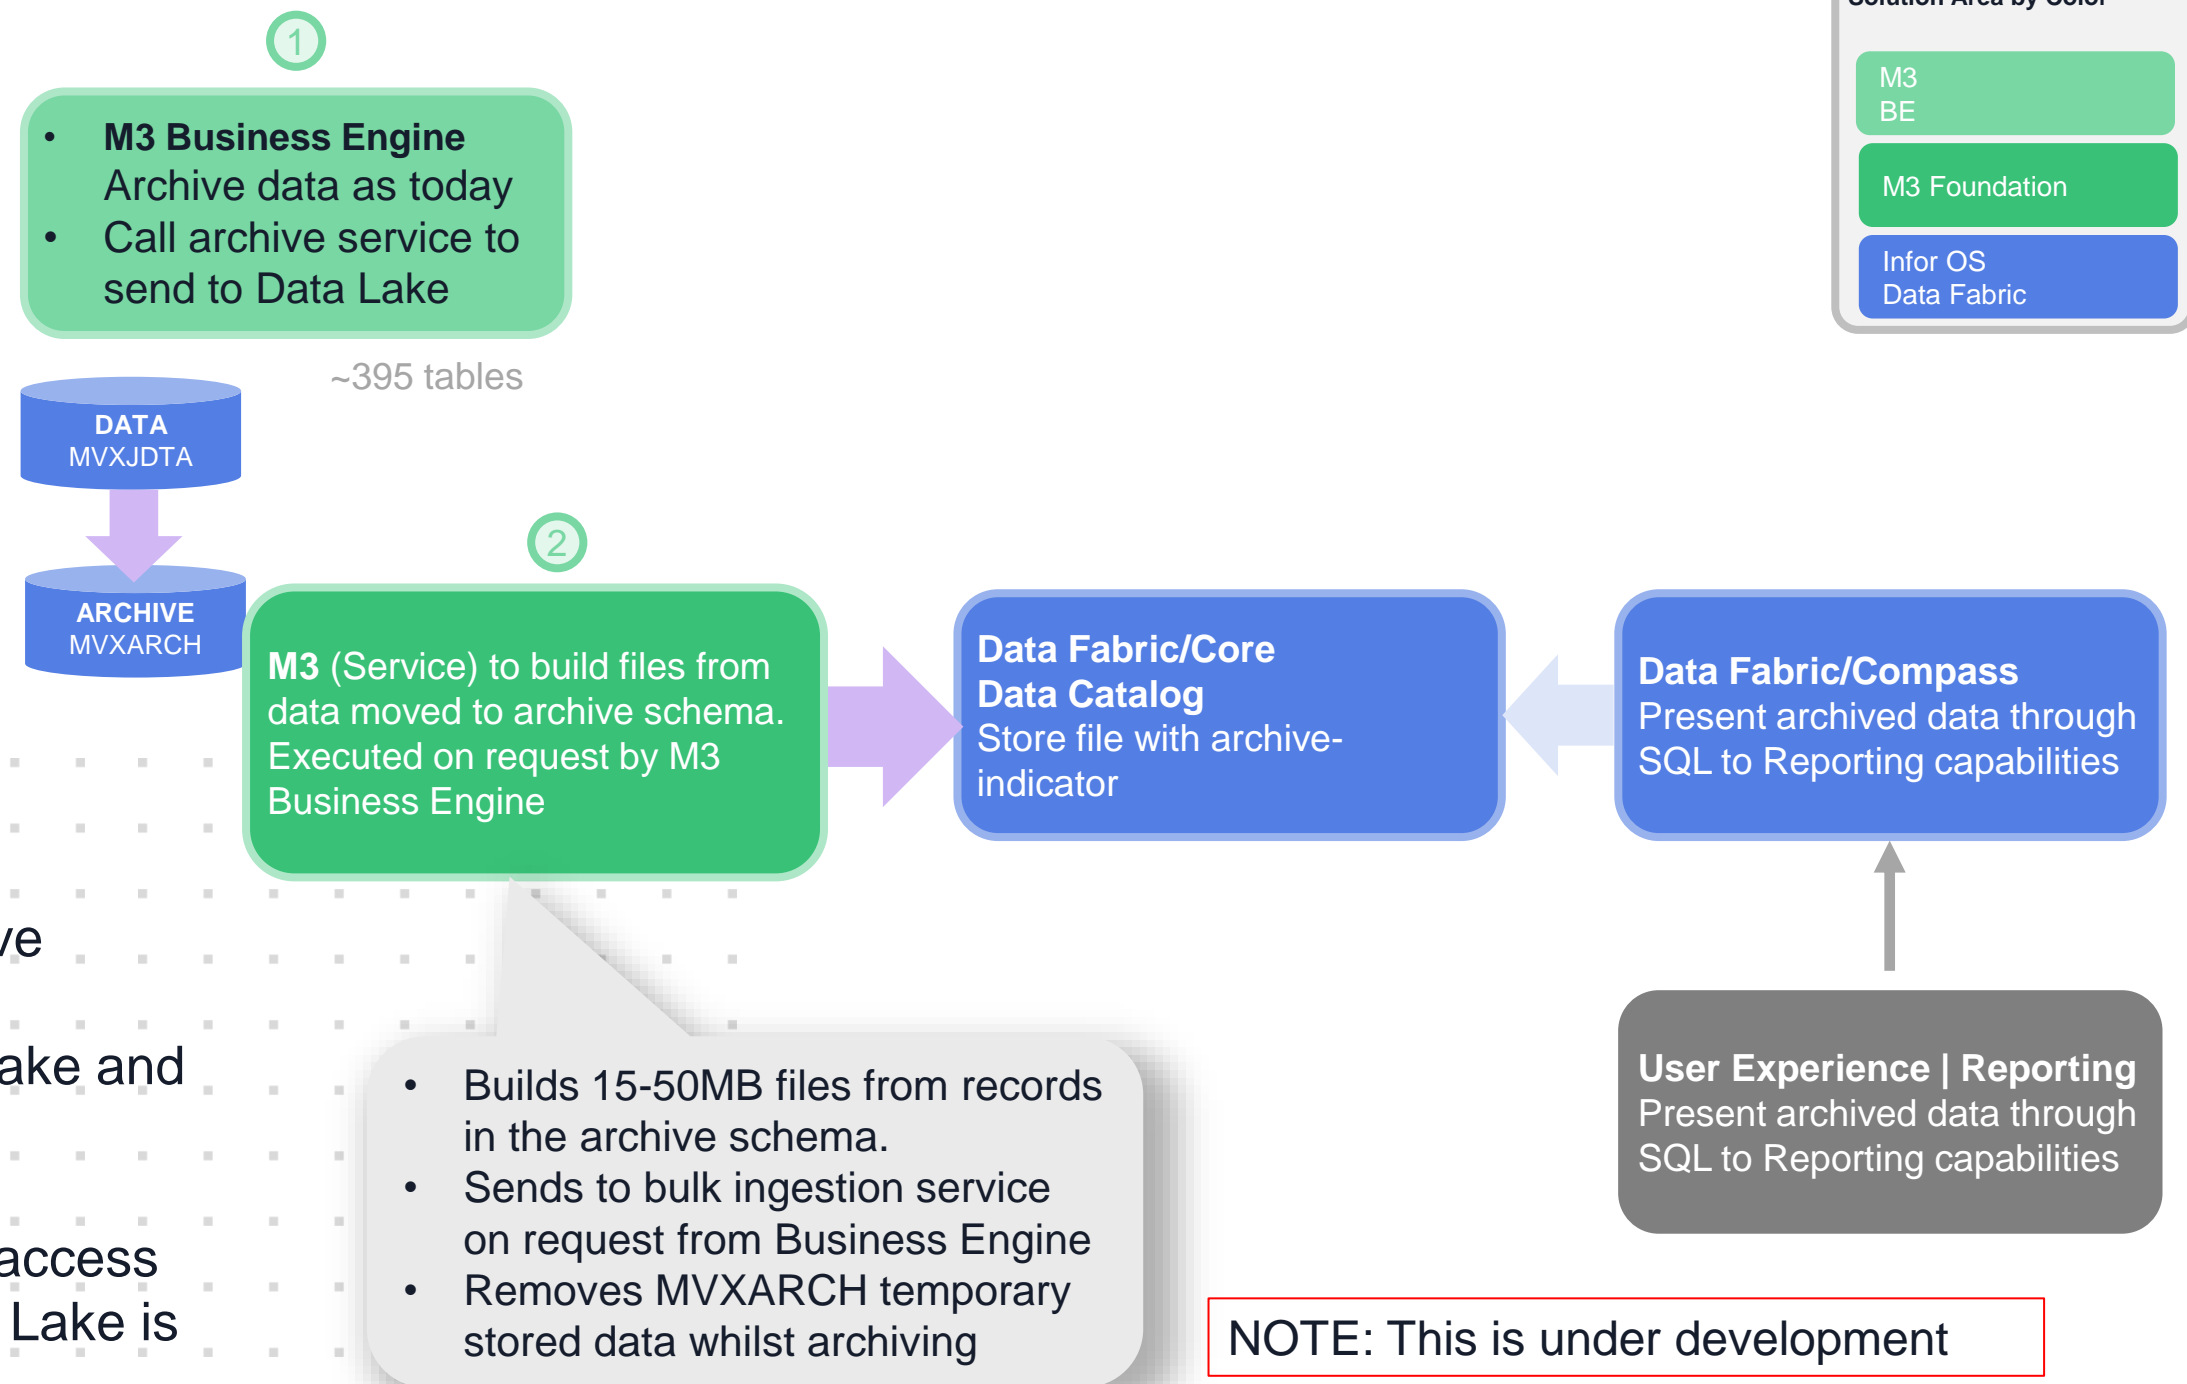 Solution Area by Color
M3
BE
M3 Foundation
Infor OS
Data Fabric
1
• M3 Business Engine
Archive data as today
• Call archive service to
send to Data Lake
~395 tables
DATA
MVXJDTA
ARCHIVE
MVXARCH
2
M3 (Service) to build files from
data moved to archive schema.
Executed on request by M3
Business Engine
Data Fabric/Core
Data Catalog
Store file with archive-
indicator
Data Fabric/Compass
Present archived data through
SQL to Reporting capabilities
User Experience | Reporting
Present archived data through
SQL to Reporting capabilities
• Builds 15-50MB files from records
in the archive schema.
• Sends to bulk ingestion service
on request from Business Engine
• Removes MVXARCH temporary
stored data whilst archiving
and
access
Lake is
NOTE: This is under development